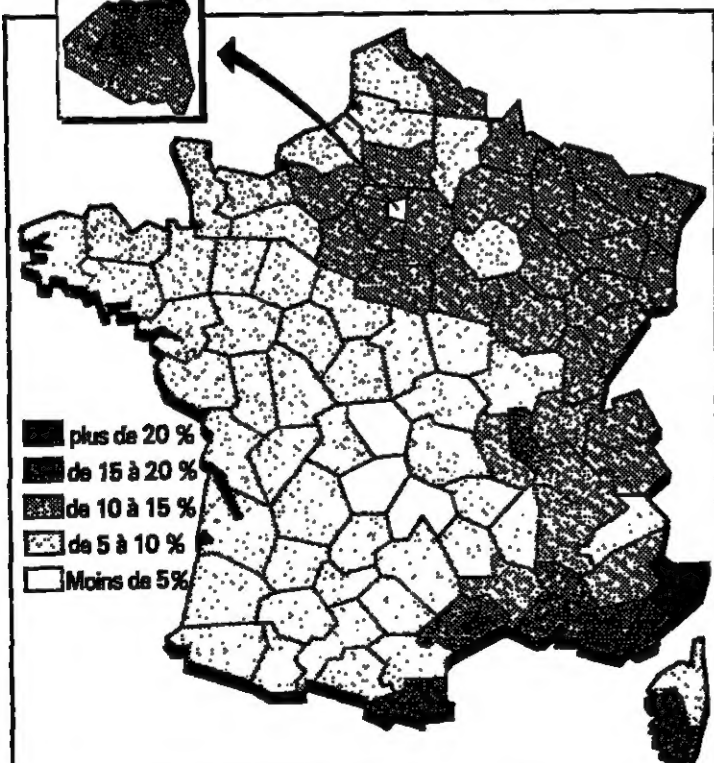 plus de 20 %
de 15 à 20 %
de 10 à 15 %
de 5 à 10 %
Moins de 5%